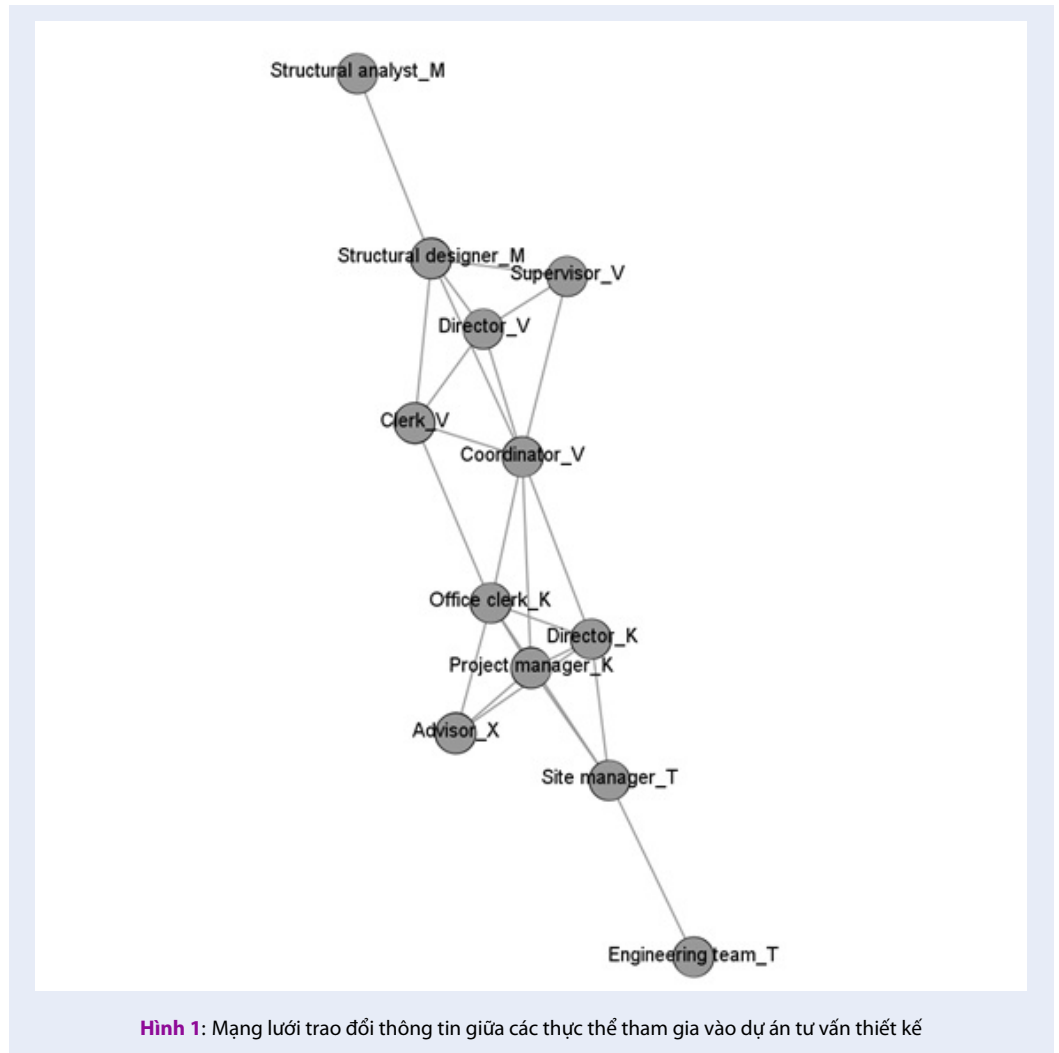 Structural analyst_M
Structural designer_M
Supervisor_V
Director_V
Clerk_V
Coordinator_V
Office clerk_K
Director_K
Project manager_K
Advisor_X
Site manager_T
Engineering team_T
Hình 1: Mạng lưới trao đổi thông tin giữa các thực thể tham gia vào dự án tư vấn thiết kế